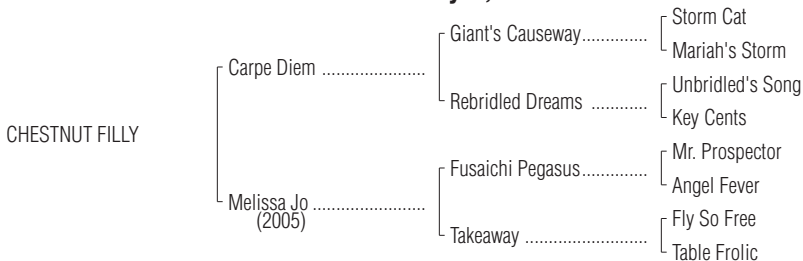 Storm Cat
Giant's Causeway..............
Mariah's Storm
Carpe Diem ......................
Unbridled's Song
Rebridled Dreams ............
Key Cents
CHESTNUT FILLY
Mr. Prospector
Fusaichi Pegasus..............
Angel Fever
Melissa Jo ........................
(2005)
Fly So Free
Takeaway ..........................
Table Frolic